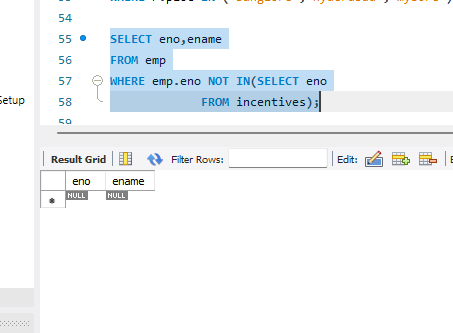 54
55 SELECT eno,ename
56 FROM emp
57 WHERE emp.eno NOT IN(SELECT eno
58 FROM incentives);
59
Setup
Result Grid Filter Rows: Edit:
eno ename
* NULL NULL